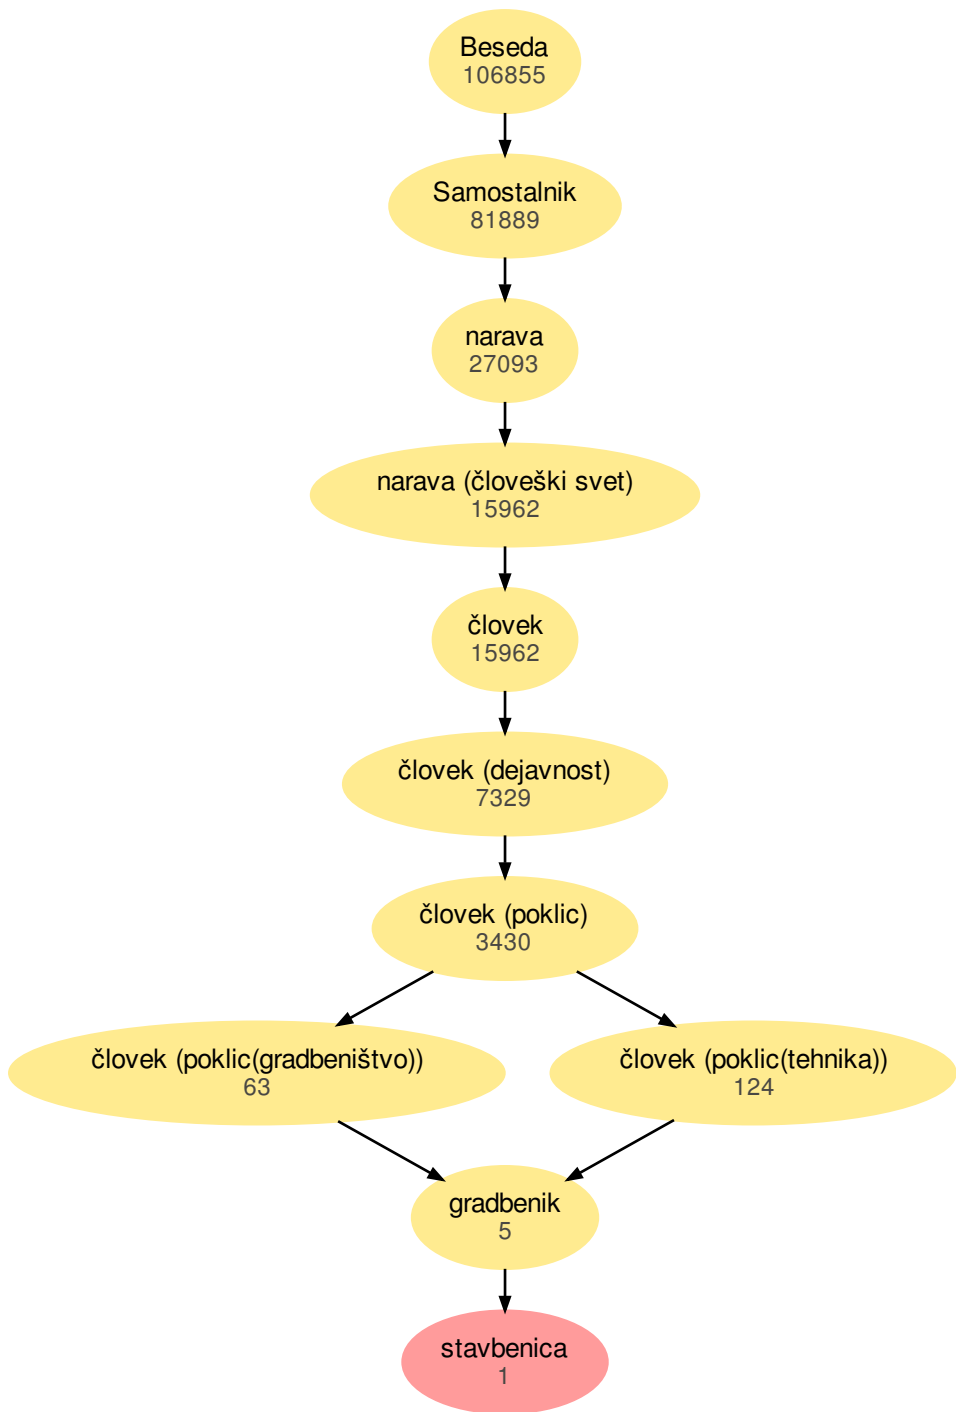 Beseda
106855
Samostalnik
81889
narava
27093
narava (človeški svet)
15962
človek
15962
človek (dejavnost)
7329
človek (poklic)
3430
človek (poklic(gradbeništvo))
63
človek (poklic(tehnika))
124
gradbenik
5
stavbenica
1